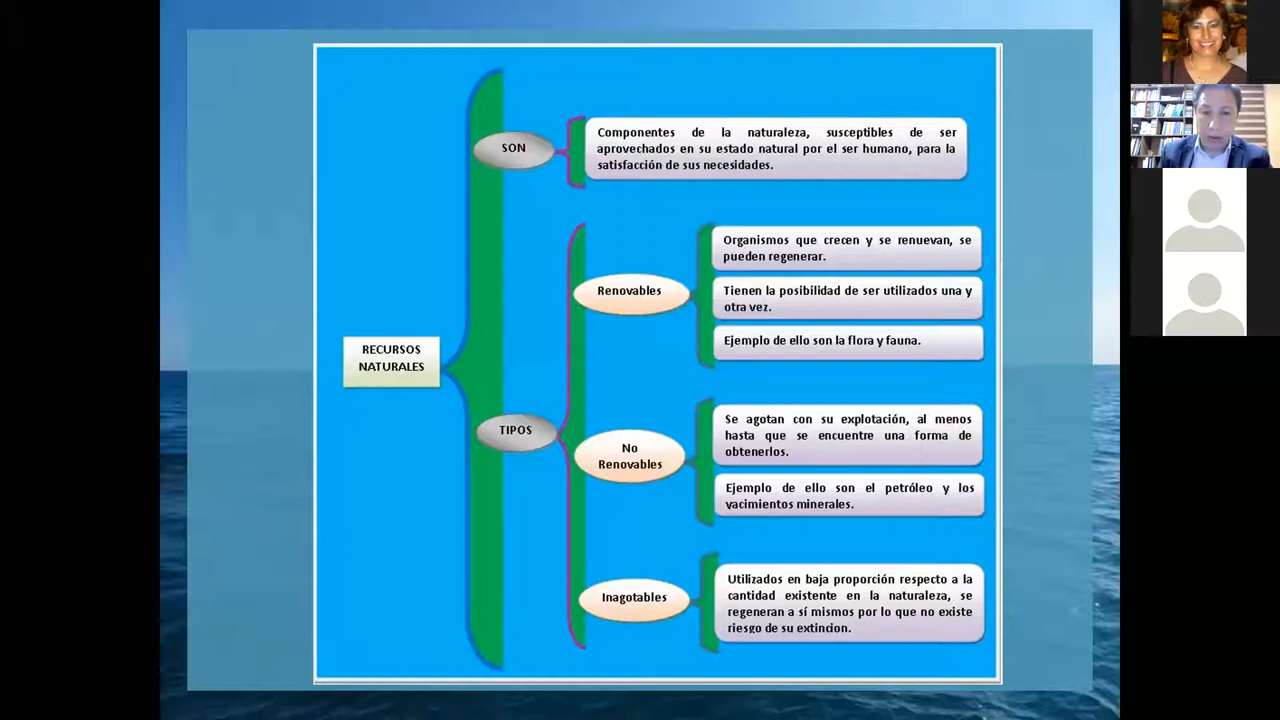 SON
Componentes de la naturaleza, susceptibles de ser
aprovechados en su estado natural por el ser humano, para la
satisfacción de sus necesidades.
RECURSOS
NATURALES
TIPOS
Renovables
Organismos que crecen y se renuevan, se
pueden regenerar.
Tienen la posibilidad de ser utilizados una y
otra vez.
Ejemplo de ello son la flora y fauna.
No
Renovables
Se agotan con su explotación, al menos
hasta que se encuentre una forma de
obtenerlos.
Ejemplo de ello son el petróleo y los
yacimientos minerales.
Inagotables
Utilizados en baja proporción respecto a la
cantidad existente en la naturaleza, se
regeneran a sí mismos por lo que no existe
riesgo de su extincion.